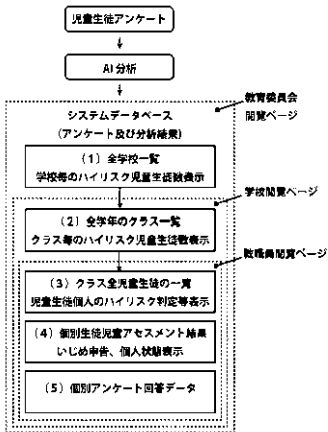 児童生徒アンケート
AI 分析
教育委員会
閲覧ページ
システムデータベース
(アンケート及び分析結果)
(1)全学校一覧
学校毎のハイリスク児童生徒数表示
学校閲覧ページ
(2)全学年のクラス一覧
クラス毎のハイリスク児童生徒数表示
教職員閲覧ページ
(3)クラス全児童生徒の一覧
児童生徒個人のハイリスク判定等表示
(4)個別生徒児童アセスメント結果
いじめ申告、個人状態表示
(5)個別アンケート回答データ